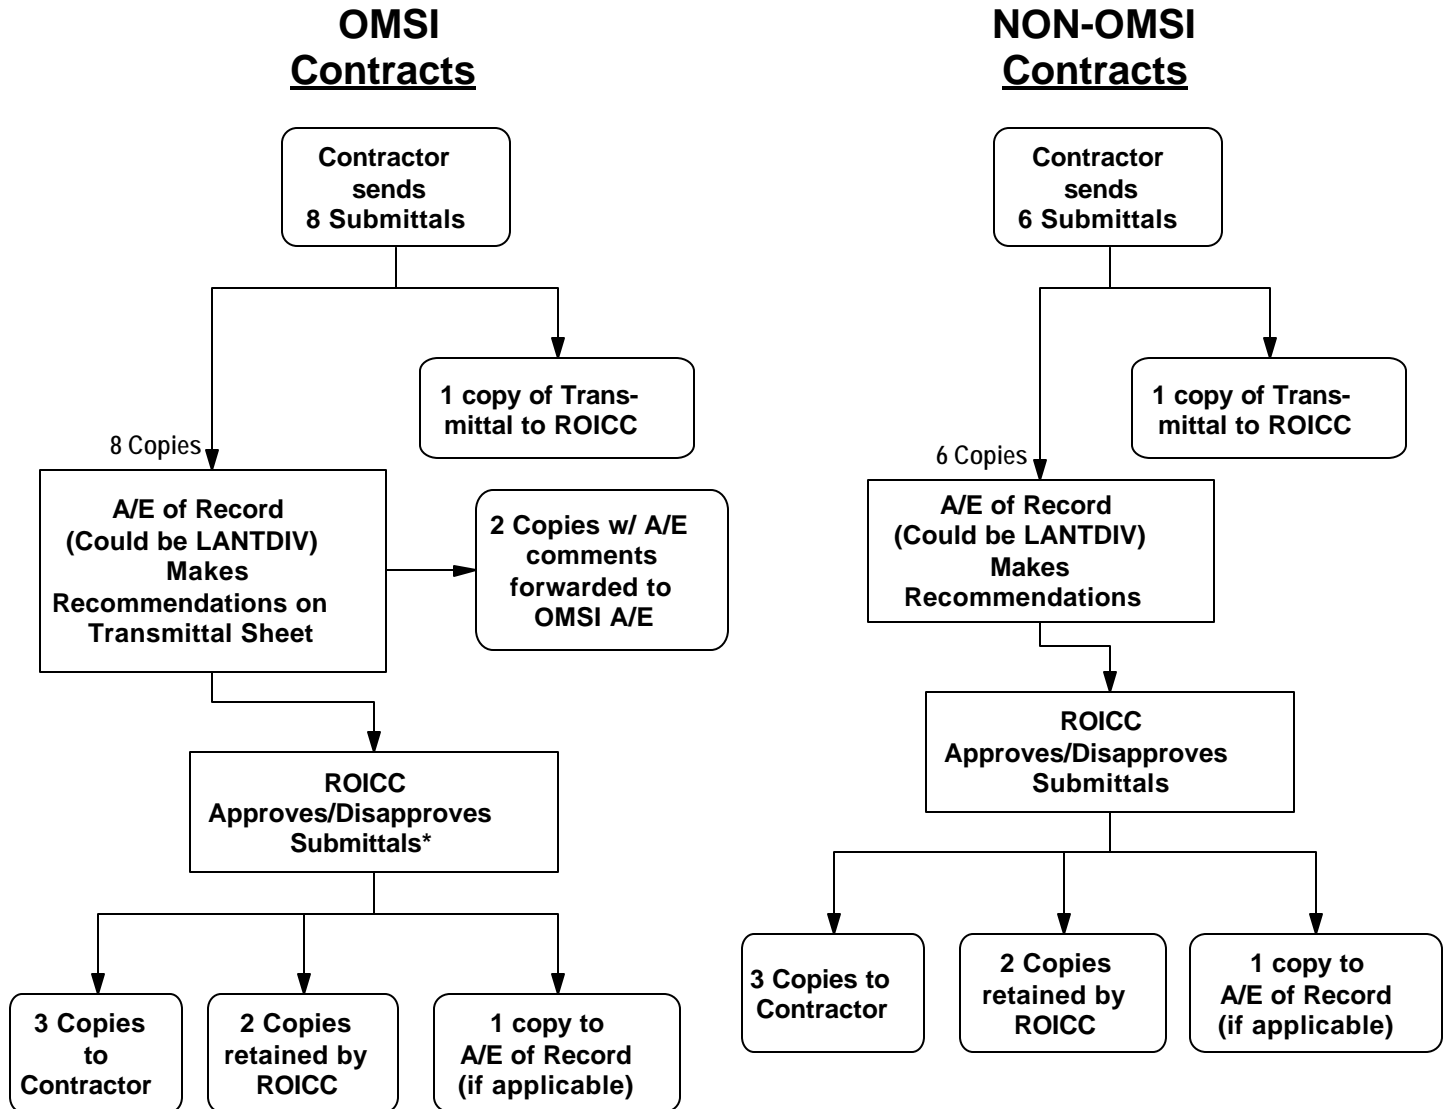 OMSI
Contracts
Contractor
sends
8 Submittals
1 copy of Trans-
mittal to ROICC
8 Copies
A/E of Record
(Could be LANTDIV)
Makes
Recommendations on
Transmittal Sheet
2 Copies w/ A/E
comments
forwarded to
OMSI A/E
ROICC
Approves/Disapproves
Submittals*
3 Copies
to
Contractor
2 Copies
retained by
ROICC
1 copy to
A/E of Record
(if applicable)
NON-OMSI
Contracts
Contractor
sends
6 Submittals
1 copy of Trans-
mittal to ROICC
6 Copies
A/E of Record
(Could be LANTDIV)
Makes
Recommendations
ROICC
Approves/Disapproves
Submittals
3 Copies to
Contractor
2 Copies
retained by
ROICC
1 copy to
A/E of Record
(if applicable)